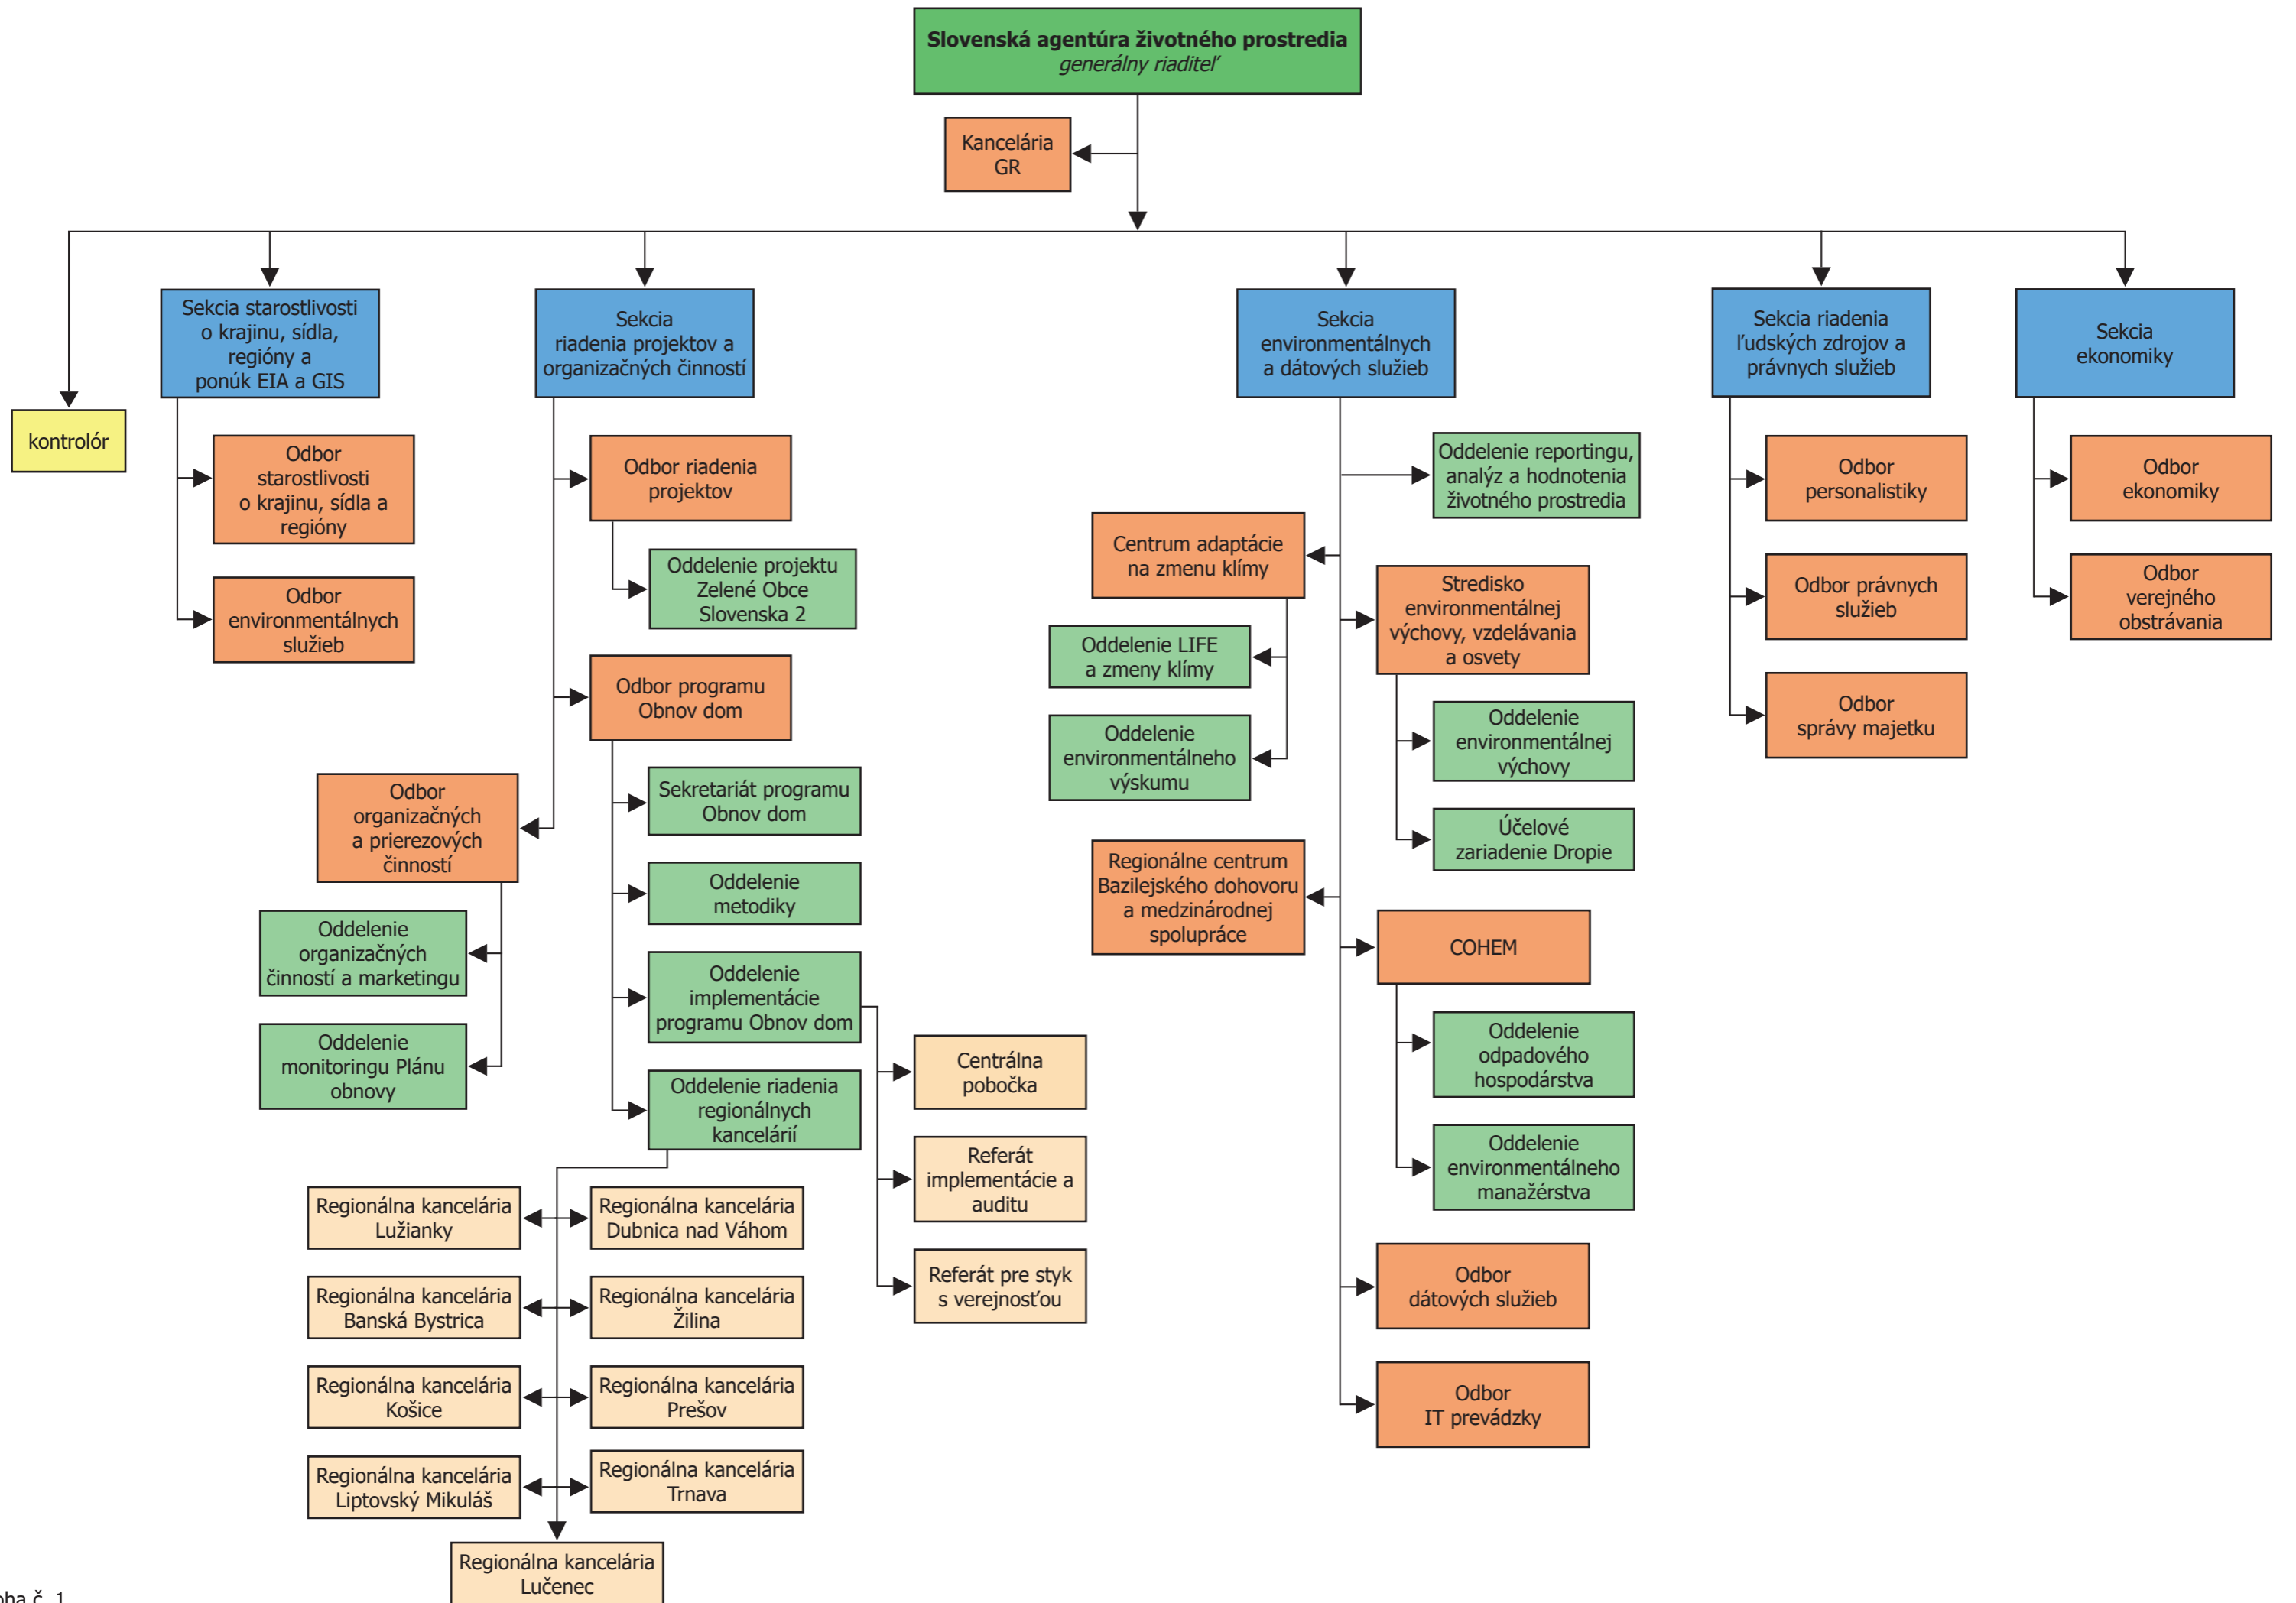 Slovenská agentúra životného prostredia
generálny riaditeľ
Kancelária
GR
kontrolór
Sekcia starostlivosti
o krajinu, sídla,
regióny a
ponúk EIA a GIS
Odbor
starostlivosti
o krajinu, sídla a
regióny
Odbor
environmentálnych
služieb
Sekcia
riadenia projektov a
organizačných činností
Odbor riadenia
projektov
Oddelenie projektu
Zelené Obce
Slovenska 2
Odbor programu
Obnov dom
Sekretariát programu
Obnov dom
Oddelenie
metodiky
Oddelenie
implementácie
programu Obnov dom
Centrálna
pobočka
Referát
implementácie a
auditu
Referát pre styk
s verejnosťou
Oddelenie riadenia
regionálnych
kancelárií
Regionálna kancelária
Lužianky
Regionálna kancelária
Dubnica nad Váhom
Regionálna kancelária
Banská Bystrica
Regionálna kancelária
Žilina
Regionálna kancelária
Košice
Regionálna kancelária
Prešov
Regionálna kancelária
Liptovský Mikuláš
Regionálna kancelária
Trnava
Regionálna kancelária
Lučenec
Odbor
organizačných
a prierezových
činností
Oddelenie
organizačných
činností a marketingu
Oddelenie
monitoringu Plánu
obnovy
Sekcia
environmentálnych
a dátových služieb
Oddelenie reportingu,
analýz a hodnotenia
životného prostredia
Centrum adaptácie
na zmenu klímy
Oddelenie LIFE
a zmeny klímy
Oddelenie
environmentálneho
výskumu
Stredisko
environmentálnej
výchovy, vzdelávania
a osvety
Oddelenie
environmentálnej
výchovy
Účelové
zariadenie Dropie
Regionálne centrum
Bazilejského dohovoru
a medzinárodnej
spolupráce
COHEM
Oddelenie
odpadového
hospodárstva
Oddelenie
environmentálneho
manažérstva
Odbor
dátových služieb
Odbor
IT prevádzky
Sekcia riadenia
ľudských zdrojov a
právnych služieb
Odbor
personalistiky
Odbor právnych
služieb
Odbor
správy majetku
Sekcia
ekonomiky
Odbor
ekonomiky
Odbor
verejného
obstrávania
č. 1